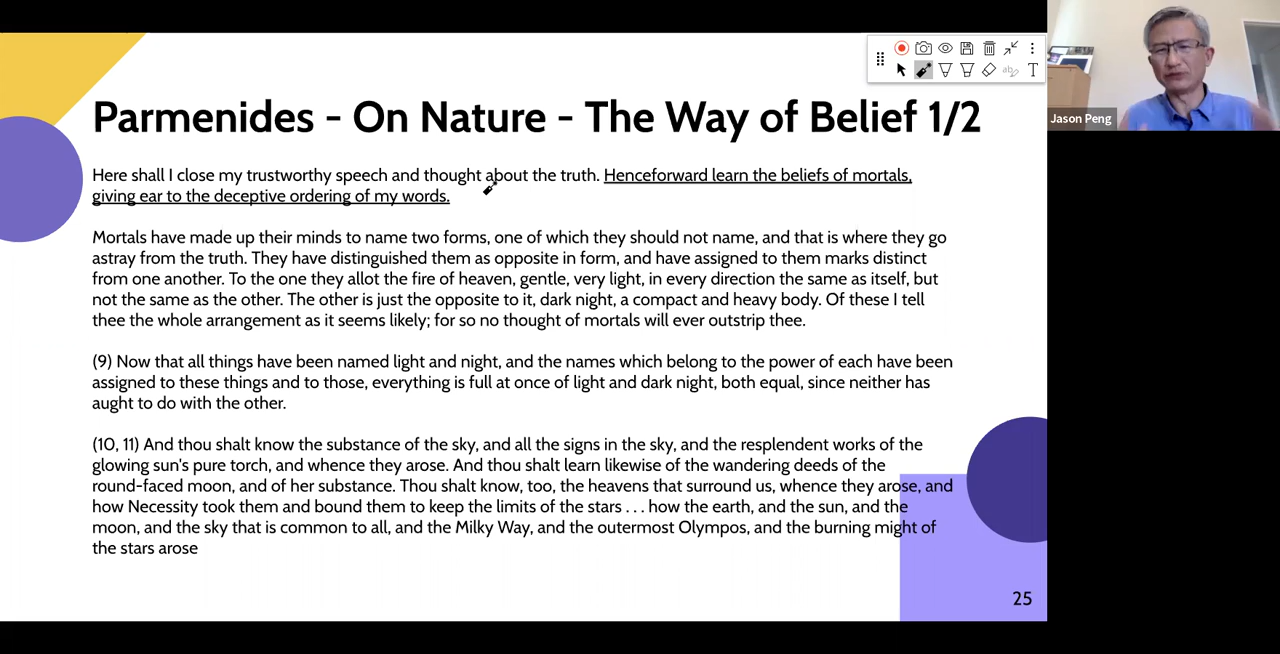 Parmenides - On Nature - The Way of Belief 1/2
Here shall I close my trustworthy speech and thought about the truth. Henceforward learn the beliefs of mortals,
giving ear to the deceptive ordering of my words.
Mortals have made up their minds to name two forms, one of which they should not name, and that is where they go
astray from the truth. They have distinguished them as opposite in form, and have assigned to them marks distinct
from one another. To the one they allot the fire of heaven, gentle, very light, in every direction the same as itself, but
not the same as the other. The other is just the opposite to it, dark night, a compact and heavy body. Of these I tell
thee the whole arrangement as it seems likely; for so no thought of mortals will ever outstrip thee.
(9) Now that all things have been named light and night, and the names which belong to the power of each have been
assigned to these things and to those, everything is full at once of light and dark night, both equal, since neither has
aught to do with the other.
(10, 11) And thou shalt know the substance of the sky, and all the signs in the sky, and the resplendent works of the
glowing sun's pure torch, and whence they arose. And thou shalt learn likewise of the wandering deeds of the
round-faced moon, and of her substance. Thou shalt know, too, the heavens that surround us, whence they arose, and
how Necessity took them and bound them to keep the limits of the stars . . . how the earth, and the sun, and the
moon, and the sky that is common to all, and the Milky Way, and the outermost Olympos, and the burning might of
the stars arose
25
ab
T
Jason Peng